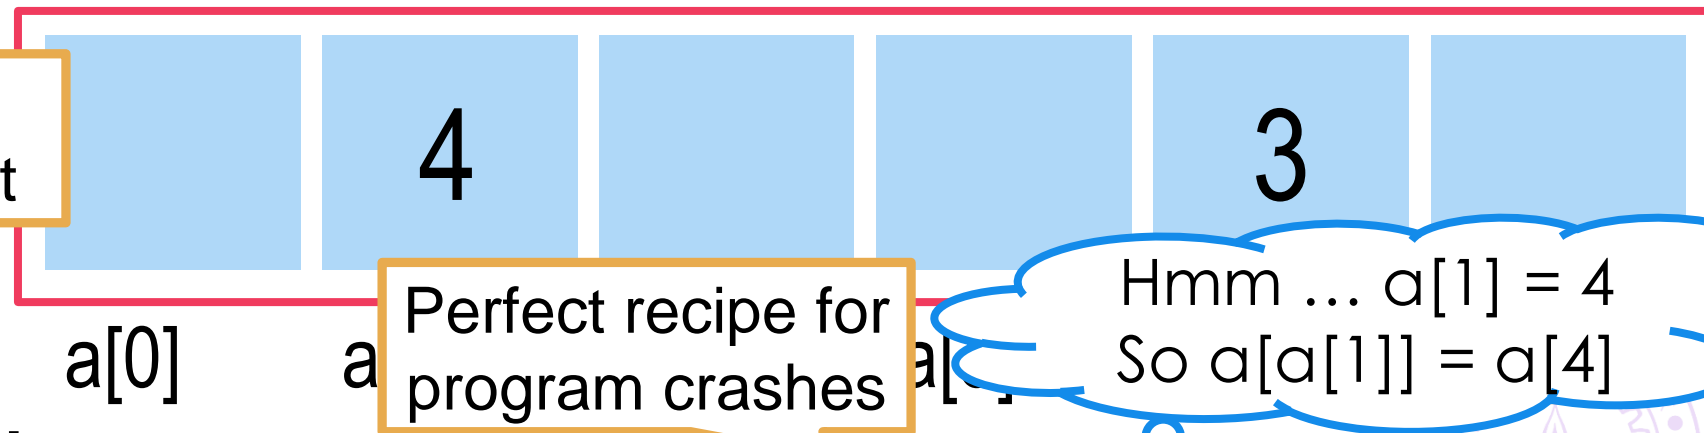 t
4
3
Perfect recipe for
program crashes
Hmm … a[1] = 4
So a[a[1]] = a[4]
a[0]
a
a[